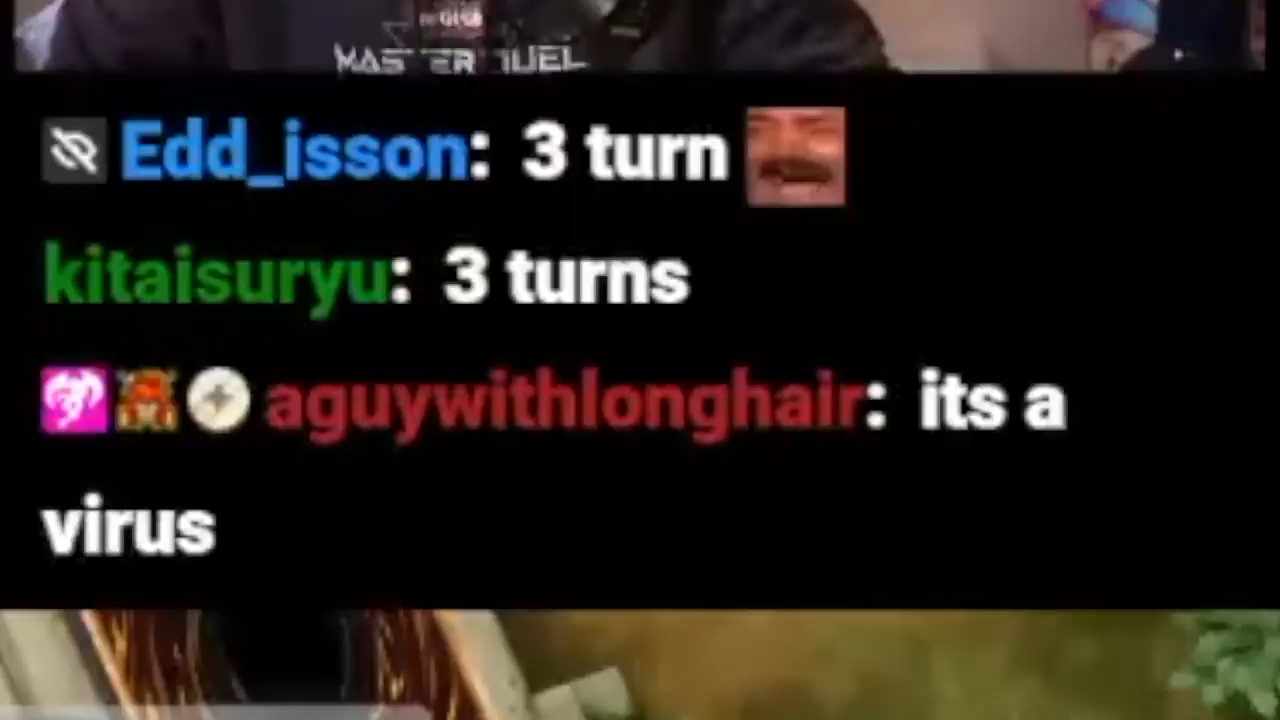 MASTER DUEL
Edd_isson: 3 turn
kitaisuryu: 3 turns
aguywithlonghair: its a
virus